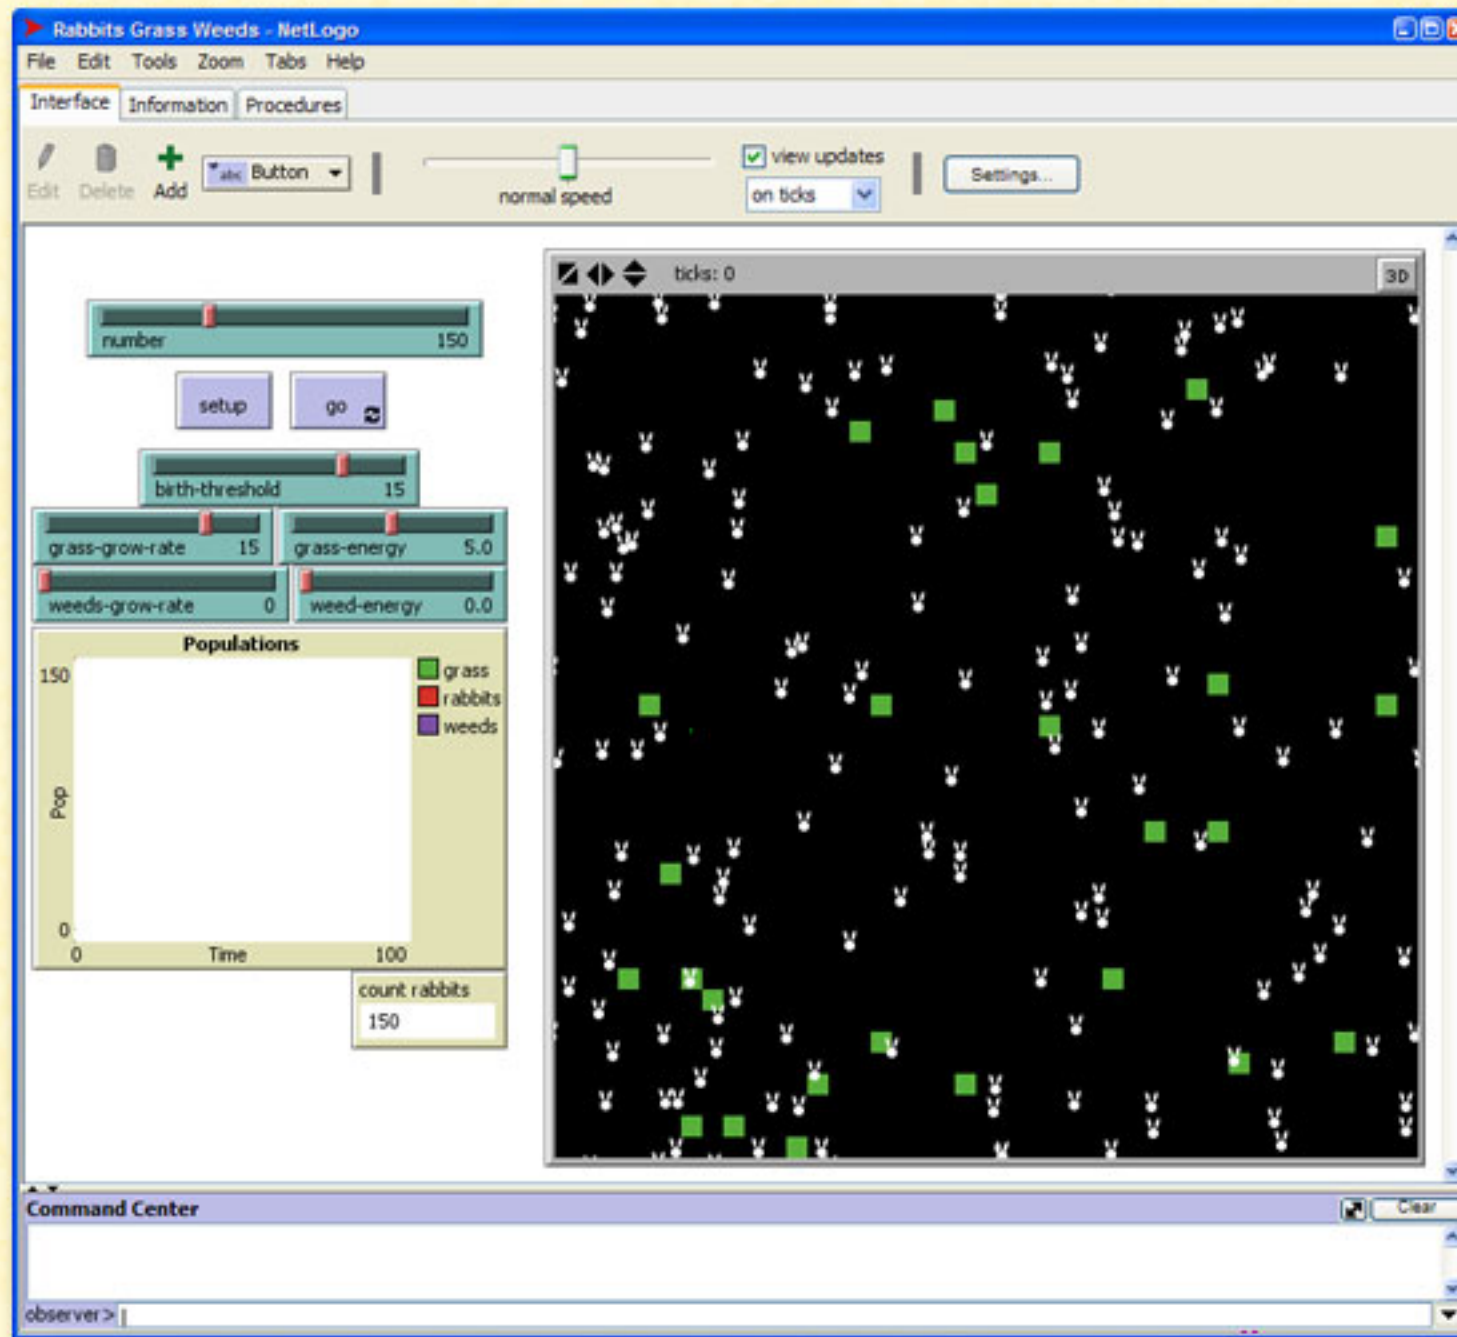 Rabbits Grass Weeds - NetLogo
File Edit Tools Zoom Tabs Help
Interface Information Procedures
Edit Delete Add abc Button normal speed view updates on ticks Settings...
ticks: 0 3D
number 150
setup go
birth-threshold 15
grass-grow-rate 15 grass-energy 5.0
weeds-grow-rate 0 weed-energy 0.0
Populations
150
grass
rabbits
weeds
Pop
0
0 Time 100
count rabbits
150
Command Center Clear
observer>